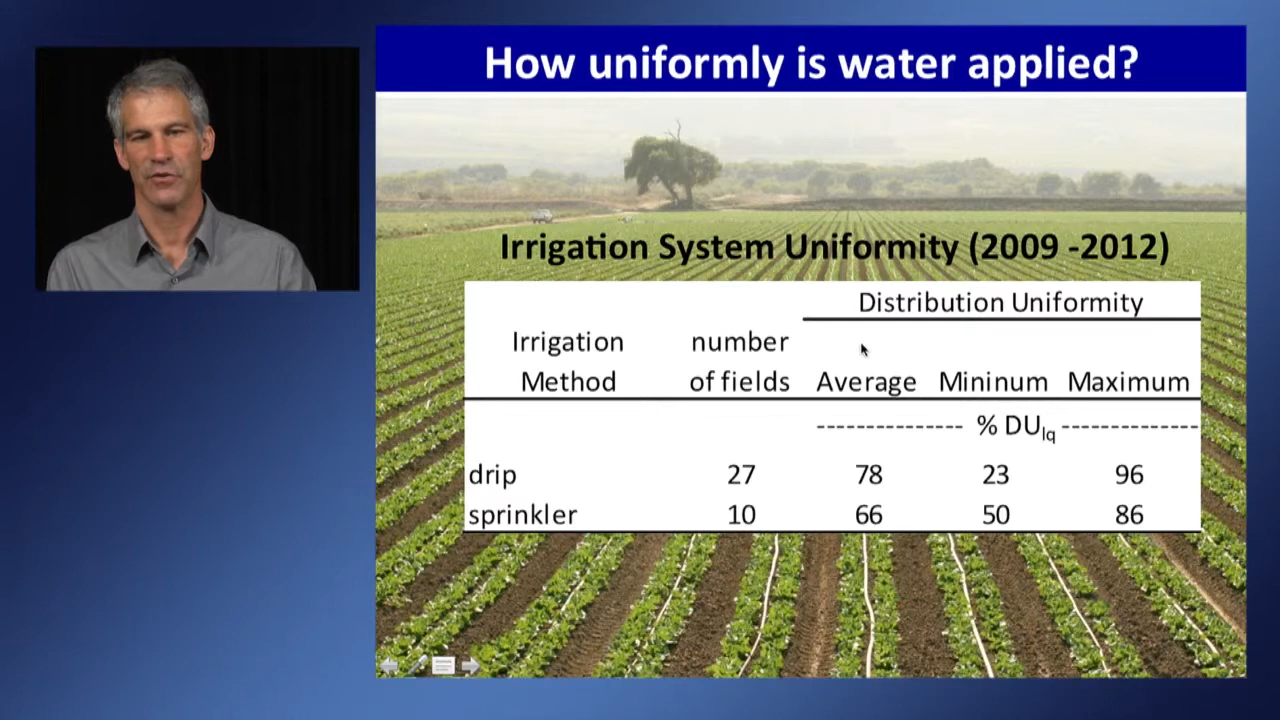 How uniformly is water applied?
Irrigation System Uniformity (2009 -2012)
Distribution Uniformity
Irrigation number
Method of fields Average Mininum Maximum
--------------- % DUlq --------------
drip 27 78 23 96
sprinkler 10 66 50 86